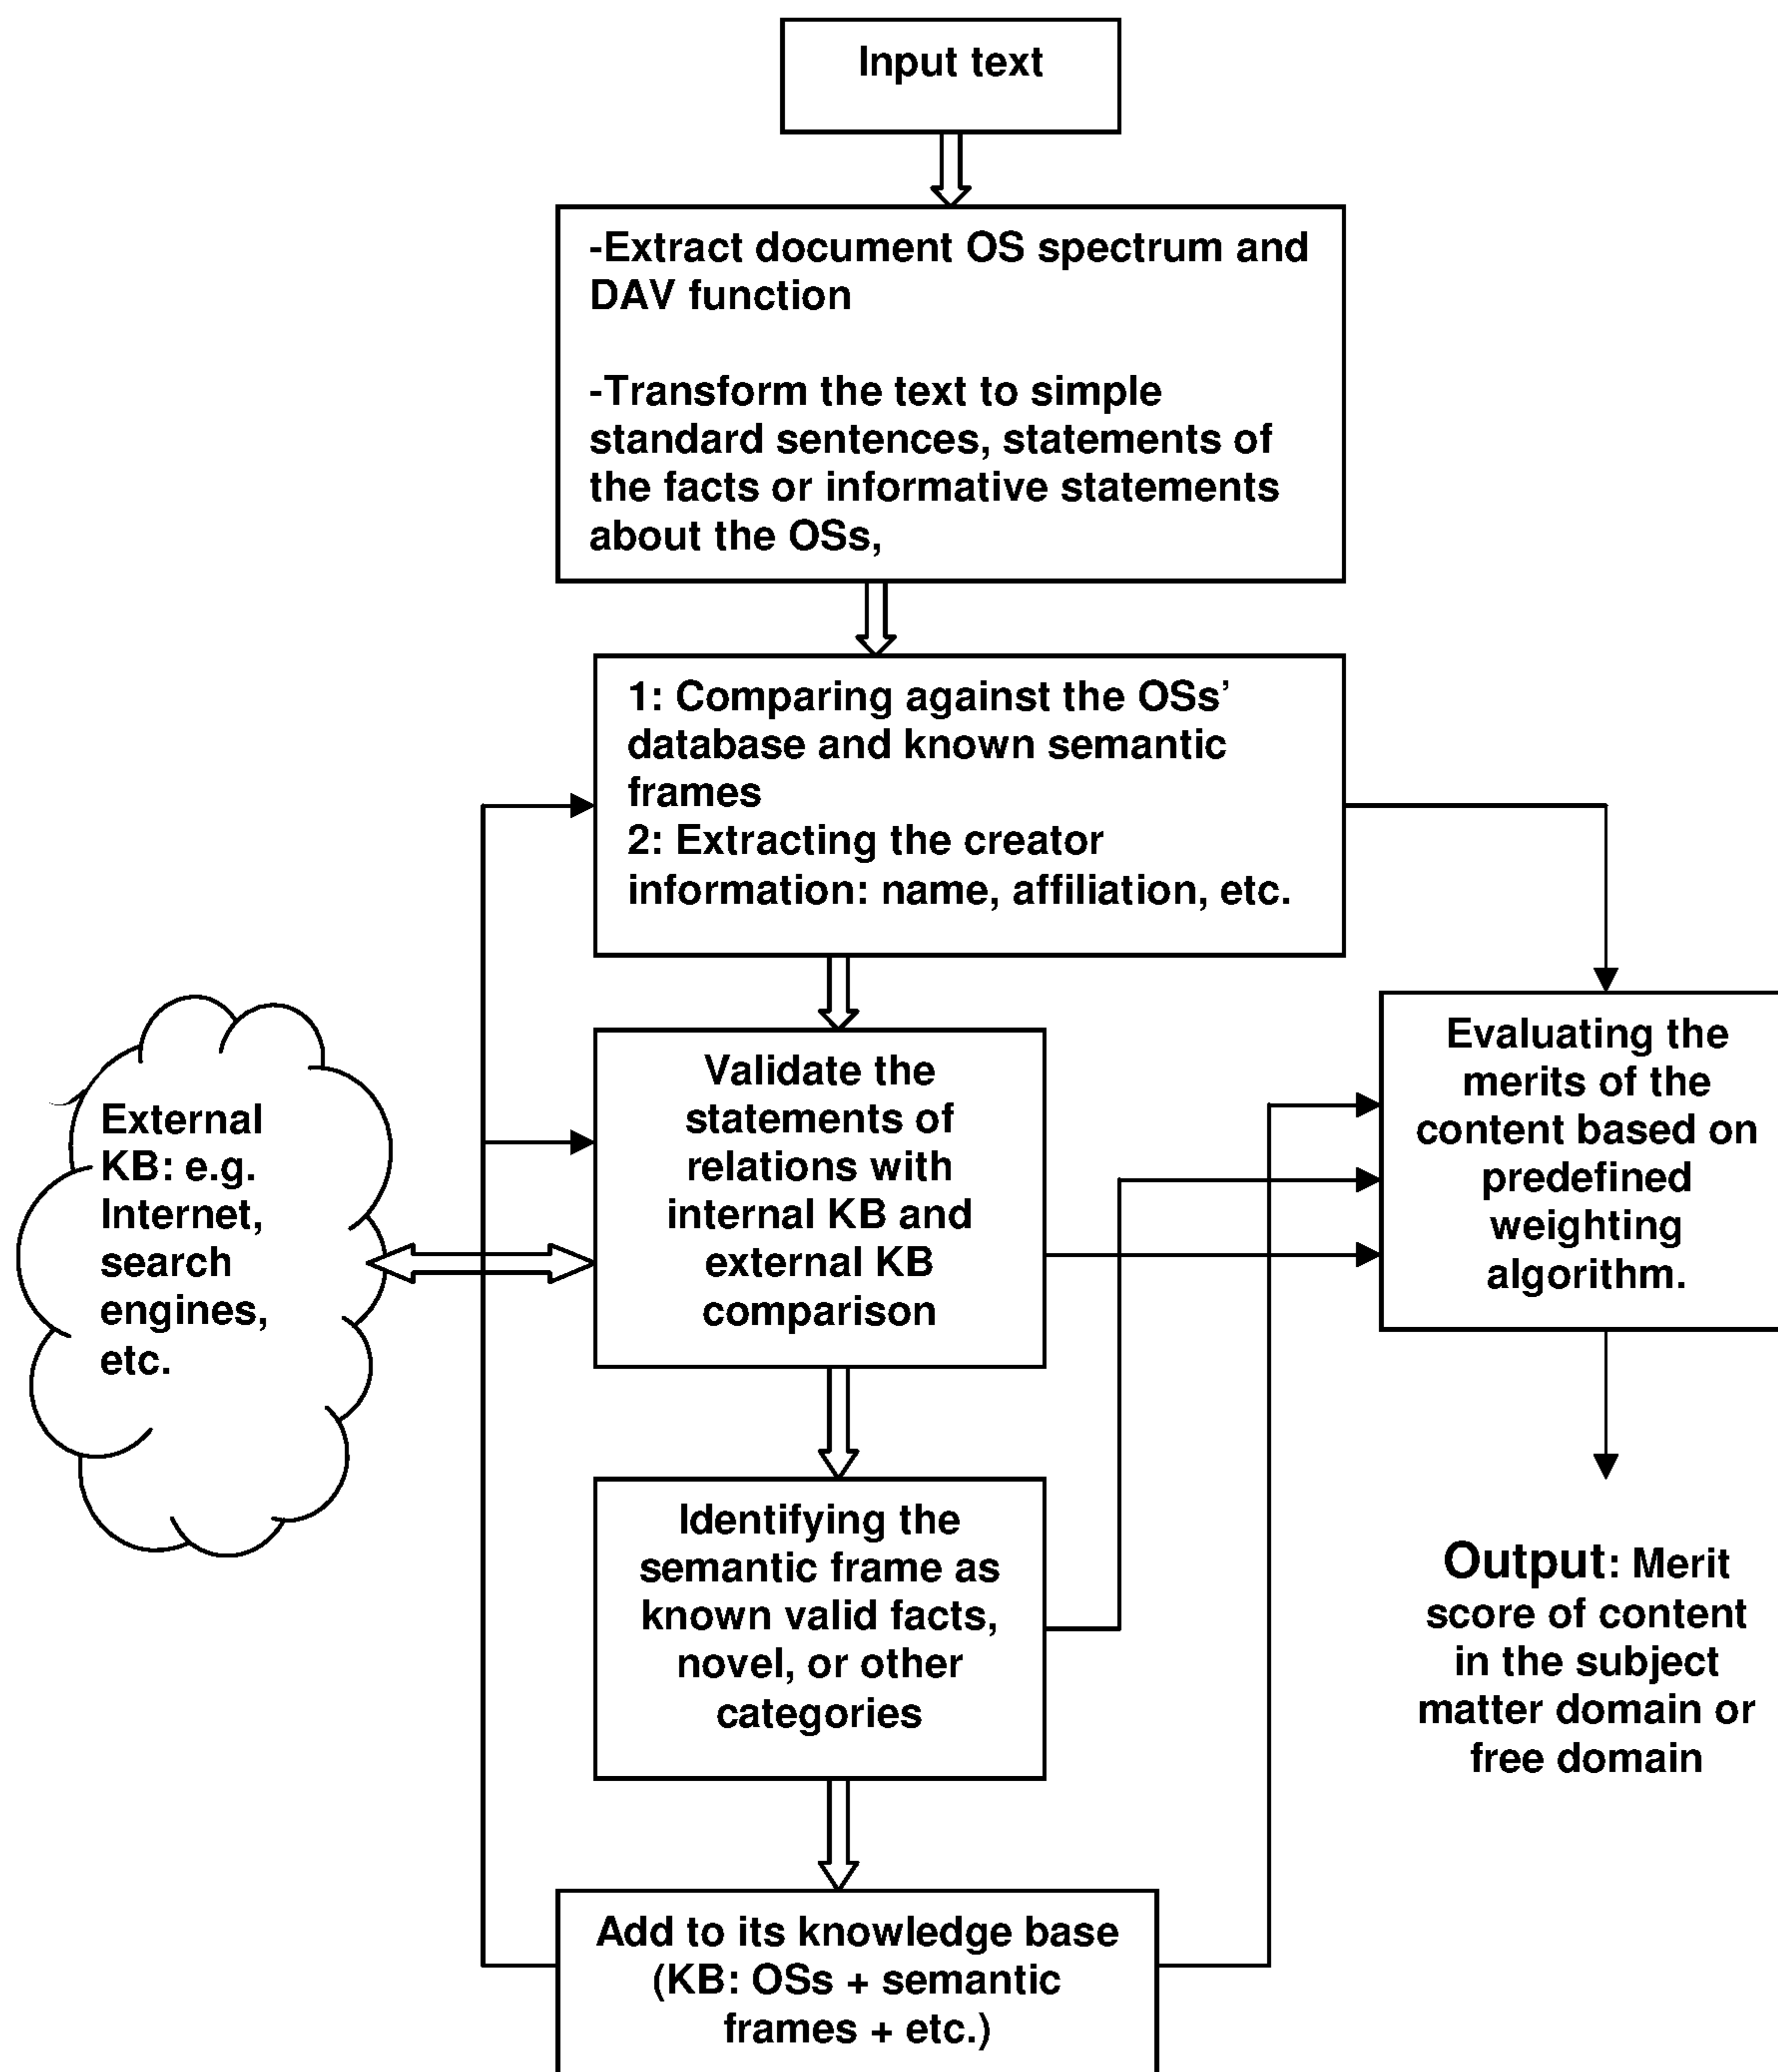 Input text
-Extract document OS spectrum and
DAV function
-Transform the text to simple
standard sentences, statements of
the facts or informative statements
about the OSs,
1: Comparing against the OSs’
database and known semantic
frames
2: Extracting the creator
information: name, affiliation, etc.
Validate the
statements of
relations with
internal KB and
external KB
comparison
External
KB: e.g.
Internet,
search
engines,
etc.
Evaluating the
merits of the
content based on
predefined
weighting
algorithm.
Identifying the
semantic frame as
known valid facts,
novel, or other
categories
Output: Merit
score of content
in the subject
matter domain or
free domain
Add to its knowledge base
(KB: OSs + semantic
frames + etc.)